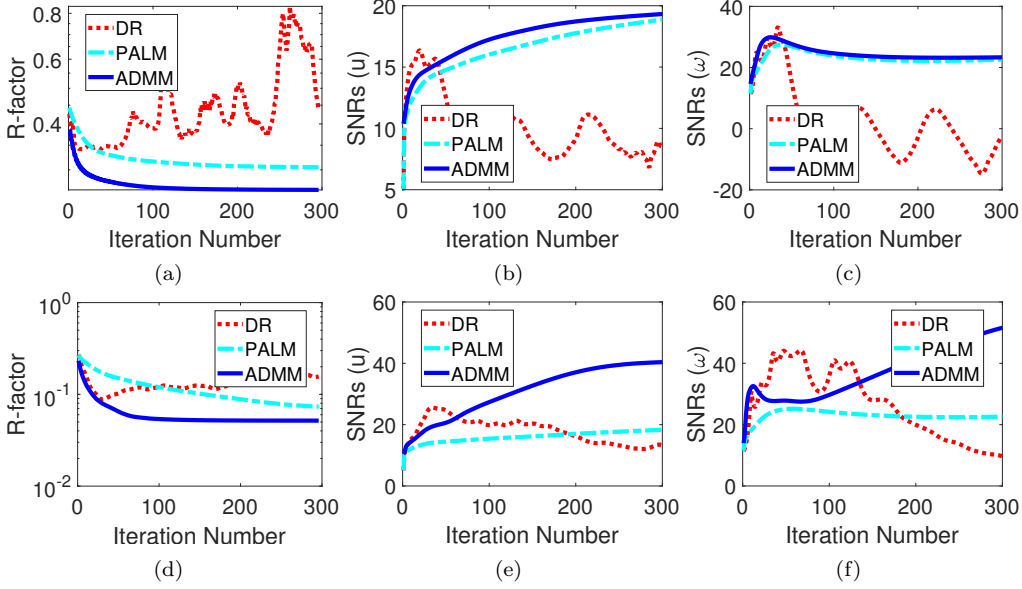 R-factor
0.8
0.4
DR
PALM
ADMM
0 100 200 300
Iteration Number
(a)
SNRs (u)
20
15
10
5
DR
PALM
ADMM
0 100 200 300
Iteration Number
(b)
SNRs (ω)
40
20
0
-20
DR
PALM
ADMM
0 100 200 300
Iteration Number
(c)
R-factor
10⁰
10⁻¹
10⁻²
DR
PALM
ADMM
0 100 200 300
Iteration Number
(d)
SNRs (u)
60
40
20
0
DR
PALM
ADMM
0 100 200 300
Iteration Number
(e)
SNRs (ω)
60
40
20
0
DR
PALM
ADMM
0 100 200 300
Iteration Number
(f)